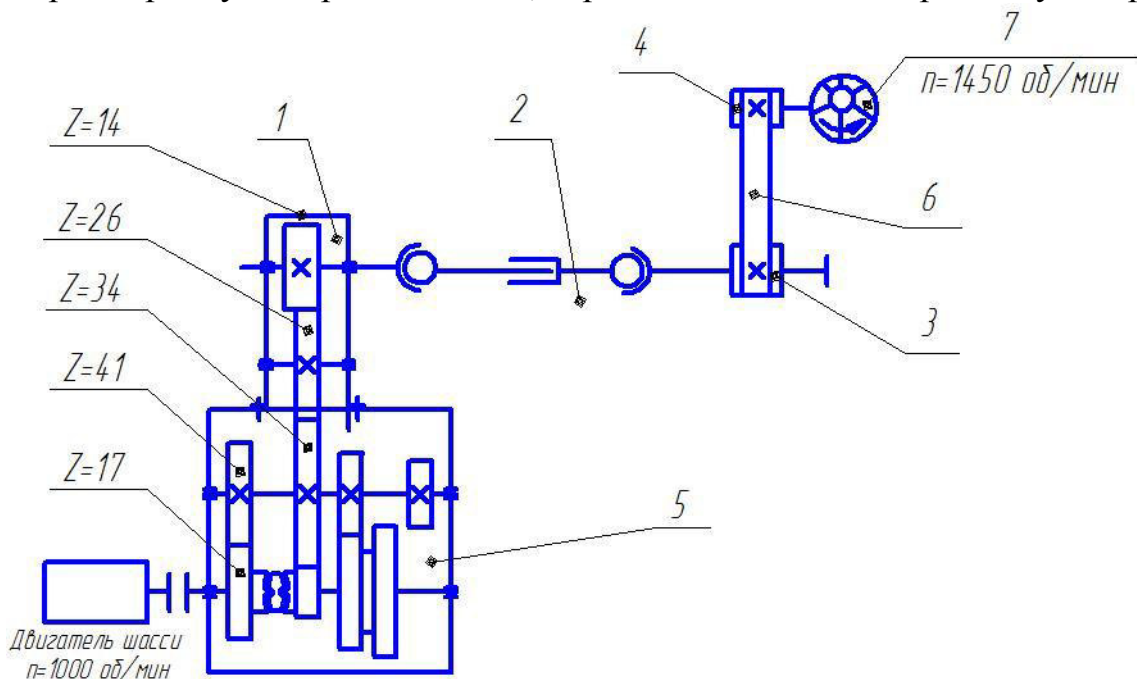 7
n=1450 об/мин
4
Z=14
1
2
Z=26
6
Z=34
3
Z=41
Z=17
5
Двигатель шасси
n=1000 об/мин